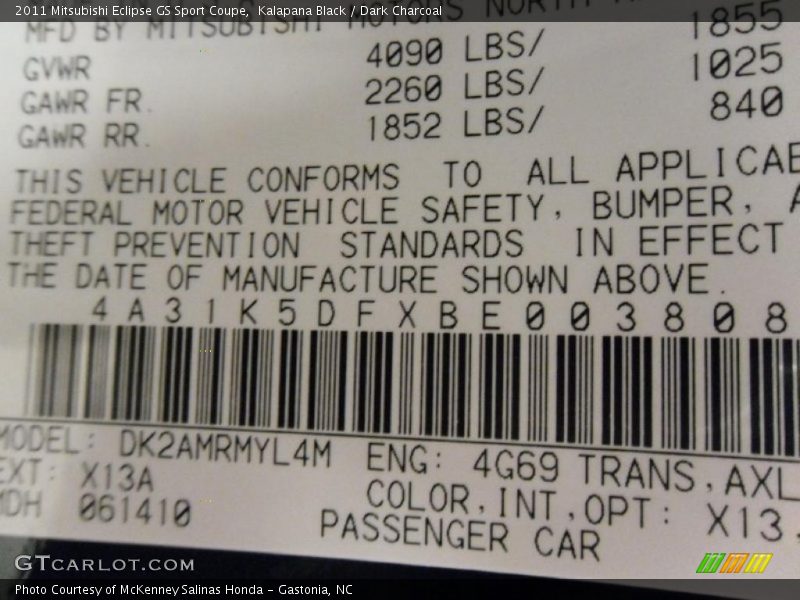 2011 Mitsubishi Eclipse GS Sport Coupe,  Kalapana Black / Dark Charcoal
MFD BY MITSUBISHI MOTORS NORTH
GVWR 4090 LBS/ 1855
GAWR FR. 2260 LBS/ 1025
GAWR RR. 1852 LBS/ 840
THIS VEHICLE CONFORMS TO ALL APPLICAB
FEDERAL MOTOR VEHICLE SAFETY, BUMPER, A
THEFT PREVENTION STANDARDS IN EFFECT
THE DATE OF MANUFACTURE SHOWN ABOVE.
4A31K5DFXBE003808
MODEL: DK2AMRMYL4M ENG: 4G69 TRANS,AXL
EXT: X13A COLOR,INT,OPT: X13,
MDH 061410 PASSENGER CAR
GTCARLOT.COM
Photo Courtesy of McKenney Salinas Honda - Gastonia, NC